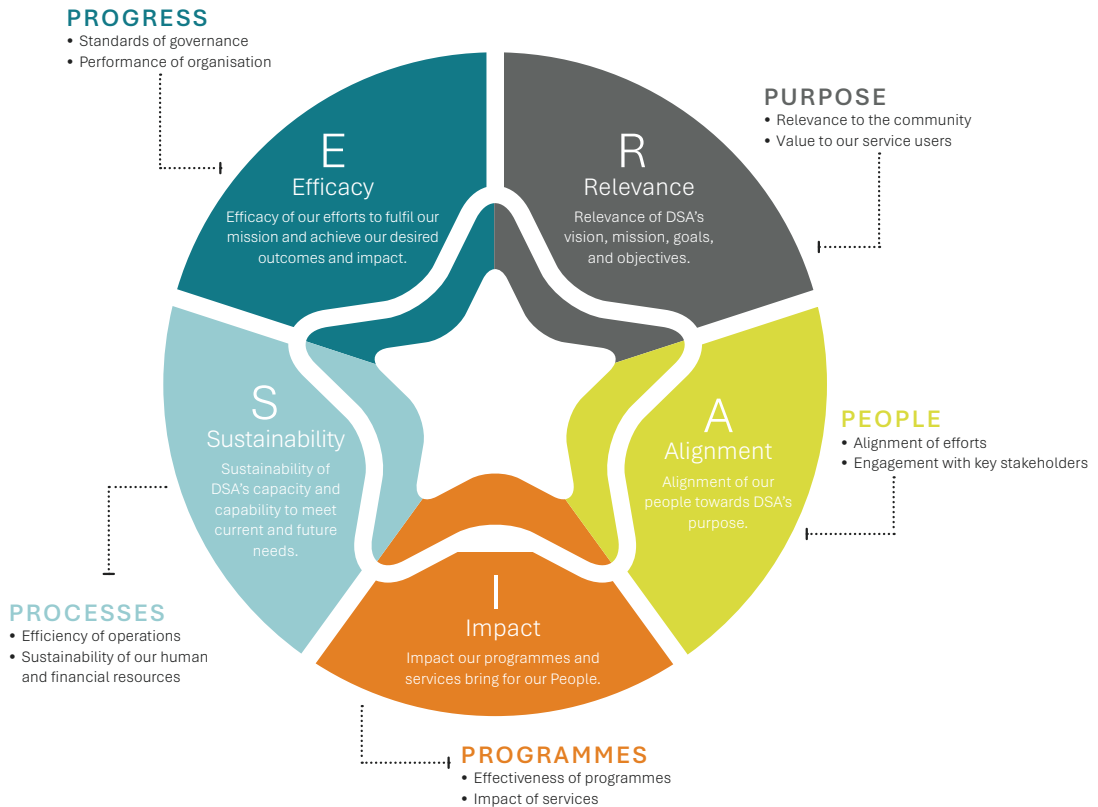 PROGRESS
• Standards of governance
• Performance of organisation
PURPOSE
• Relevance to the community
• Value to our service users
E
Efficacy
Efficacy of our efforts to fulfil our
mission and achieve our desired
outcomes and impact.
R
Relevance
Relevance of DSA's
vision, mission, goals,
and objectives.
S
Sustainability
Sustainability of
DSA's capacity and
capability to meet
current and future
needs.
A
Alignment
Alignment of our
people towards DSA's
purpose.
PEOPLE
• Alignment of efforts
• Engagement with key stakeholders
I
Impact
Impact our programmes and
services bring for our People.
PROCESSES
• Efficiency of operations
• Sustainability of our human
and financial resources
PROGRAMMES
• Effectiveness of programmes
• Impact of services